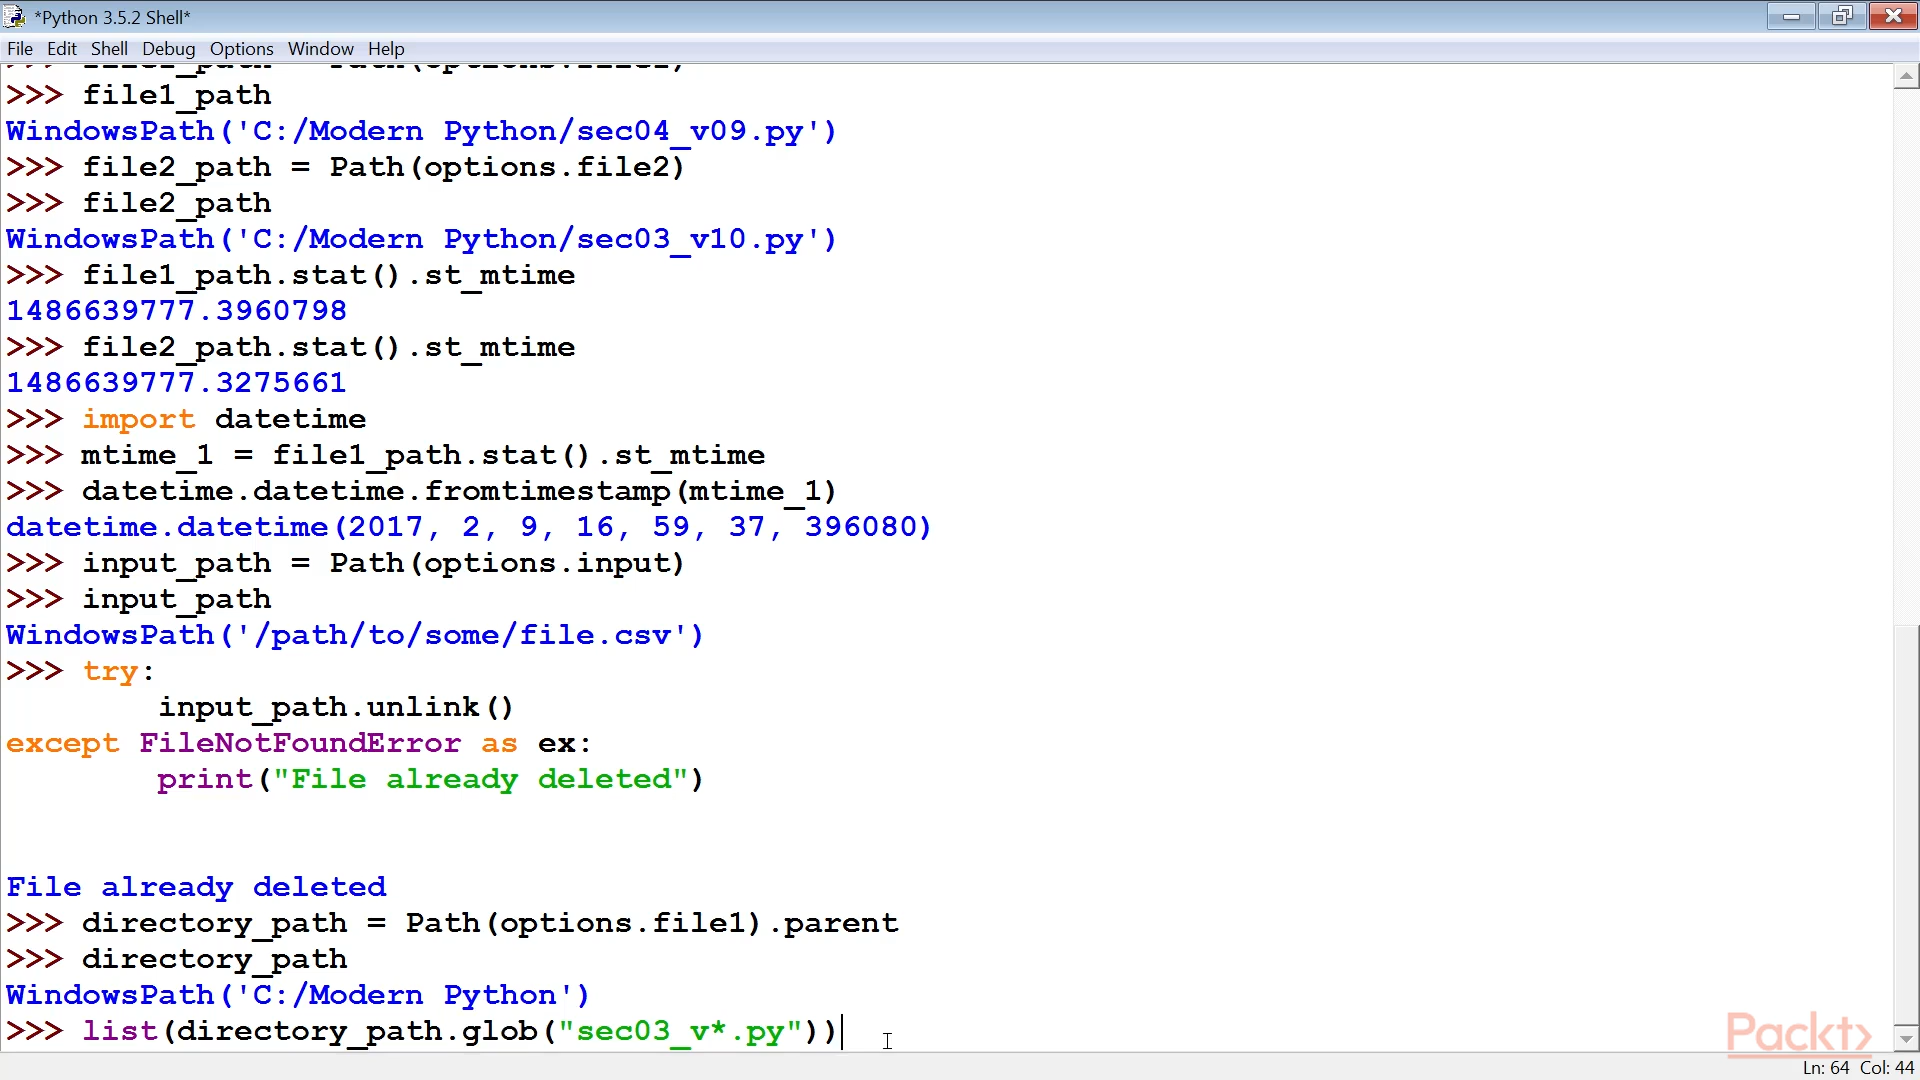 *Python 3.5.2 Shell*
File Edit Shell Debug Options Window Help
>>> file1_path = Path(options.file1)
>>> file1_path
WindowsPath('C:/Modern Python/sec04_v09.py')
>>> file2_path = Path(options.file2)
>>> file2_path
WindowsPath('C:/Modern Python/sec03_v10.py')
>>> file1_path.stat().st_mtime
1486639777.3960798
>>> file2_path.stat().st_mtime
1486639777.3275661
>>> import datetime
>>> mtime_1 = file1_path.stat().st_mtime
>>> datetime.datetime.fromtimestamp(mtime_1)
datetime.datetime(2017, 2, 9, 16, 59, 37, 396080)
>>> input_path = Path(options.input)
>>> input_path
WindowsPath('/path/to/some/file.csv')
>>> try:
        input_path.unlink()
except FileNotFoundError as ex:
        print("File already deleted")
File already deleted
>>> directory_path = Path(options.file1).parent
>>> directory_path
WindowsPath('C:/Modern Python')
>>> list(directory_path.glob("sec03_v*.py"))
Packt>
Ln: 64 Col: 44